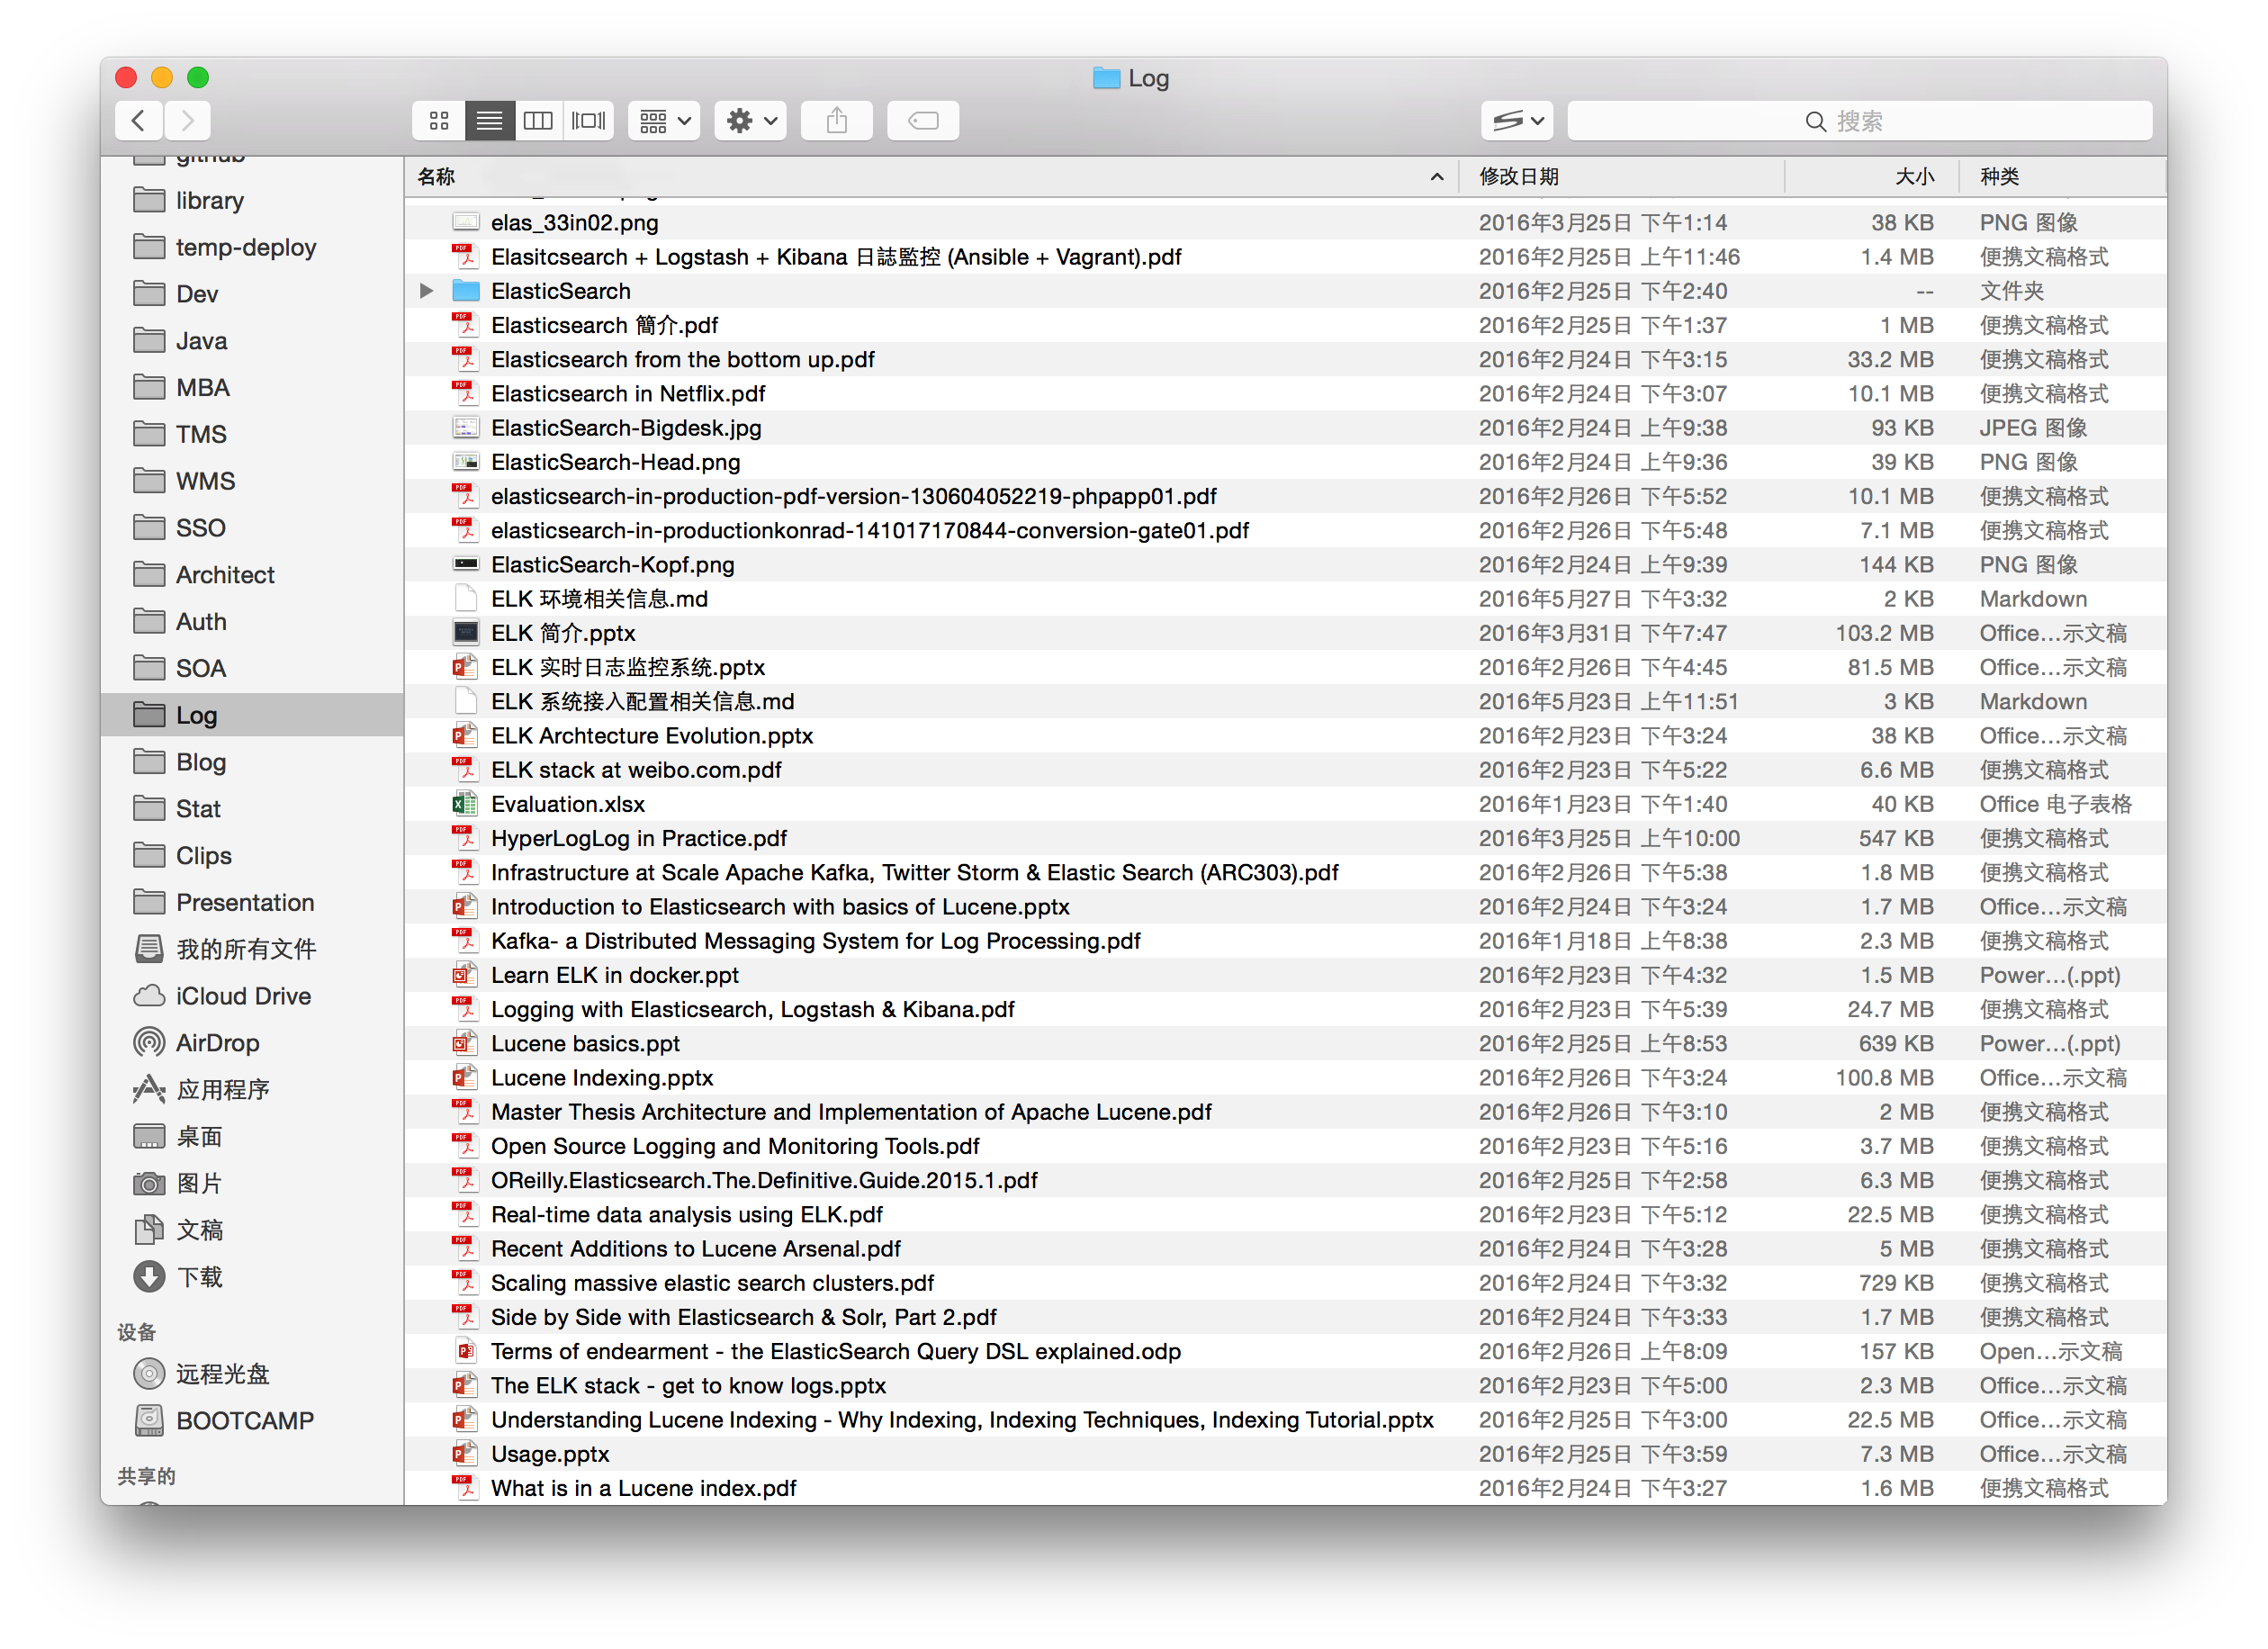 Log
搜索
github
library
temp-deploy
Dev
Java
MBA
TMS
WMS
SSO
Architect
Auth
SOA
Log
Blog
Stat
Clips
Presentation
我的所有文件
iCloud Drive
AirDrop
应用程序
桌面
图片
文稿
下载
设备
远程光盘
BOOTCAMP
共享的
名称 修改日期 大小 种类
elas_33in02.png 2016年3月25日 下午1:14 38 KB PNG 图像
Elasitcsearch + Logstash + Kibana 日誌監控 (Ansible + Vagrant).pdf 2016年2月25日 上午11:46 1.4 MB 便携文稿格式
ElasticSearch 2016年2月25日 下午2:40 -- 文件夹
Elasticsearch 簡介.pdf 2016年2月25日 下午1:37 1 MB 便携文稿格式
Elasticsearch from the bottom up.pdf 2016年2月24日 下午3:15 33.2 MB 便携文稿格式
Elasticsearch in Netflix.pdf 2016年2月24日 下午3:07 10.1 MB 便携文稿格式
ElasticSearch-Bigdesk.jpg 2016年2月24日 上午9:38 93 KB JPEG 图像
ElasticSearch-Head.png 2016年2月24日 上午9:36 39 KB PNG 图像
elasticsearch-in-production-pdf-version-130604052219-phpapp01.pdf 2016年2月26日 下午5:52 10.1 MB 便携文稿格式
elasticsearch-in-productionkonrad-141017170844-conversion-gate01.pdf 2016年2月26日 下午5:48 7.1 MB 便携文稿格式
ElasticSearch-Kopf.png 2016年2月24日 上午9:39 144 KB PNG 图像
ELK 环境相关信息.md 2016年5月27日 下午3:32 2 KB Markdown
ELK 简介.pptx 2016年3月31日 下午7:47 103.2 MB Office...示文稿
ELK 实时日志监控系统.pptx 2016年2月26日 下午4:45 81.5 MB Office...示文稿
ELK 系统接入配置相关信息.md 2016年5月23日 上午11:51 3 KB Markdown
ELK Archtecture Evolution.pptx 2016年2月23日 下午3:24 38 KB Office...示文稿
ELK stack at weibo.com.pdf 2016年2月23日 下午5:22 6.6 MB 便携文稿格式
Evaluation.xlsx 2016年1月23日 下午1:40 40 KB Office 电子表格
HyperLogLog in Practice.pdf 2016年3月25日 上午10:00 547 KB 便携文稿格式
Infrastructure at Scale Apache Kafka, Twitter Storm & Elastic Search (ARC303).pdf 2016年2月26日 下午5:38 1.8 MB 便携文稿格式
Introduction to Elasticsearch with basics of Lucene.pptx 2016年2月24日 下午3:24 1.7 MB Office...示文稿
Kafka- a Distributed Messaging System for Log Processing.pdf 2016年1月18日 上午8:38 2.3 MB 便携文稿格式
Learn ELK in docker.ppt 2016年2月23日 下午4:32 1.5 MB Power...(.ppt)
Logging with Elasticsearch, Logstash & Kibana.pdf 2016年2月23日 下午5:39 24.7 MB 便携文稿格式
Lucene basics.ppt 2016年2月25日 上午8:53 639 KB Power...(.ppt)
Lucene Indexing.pptx 2016年2月26日 下午3:24 100.8 MB Office...示文稿
Master Thesis Architecture and Implementation of Apache Lucene.pdf 2016年2月26日 下午3:10 2 MB 便携文稿格式
Open Source Logging and Monitoring Tools.pdf 2016年2月23日 下午5:16 3.7 MB 便携文稿格式
OReilly.Elasticsearch.The.Definitive.Guide.2015.1.pdf 2016年2月25日 下午2:58 6.3 MB 便携文稿格式
Real-time data analysis using ELK.pdf 2016年2月23日 下午5:12 22.5 MB 便携文稿格式
Recent Additions to Lucene Arsenal.pdf 2016年2月24日 下午3:28 5 MB 便携文稿格式
Scaling massive elastic search clusters.pdf 2016年2月24日 下午3:32 729 KB 便携文稿格式
Side by Side with Elasticsearch & Solr, Part 2.pdf 2016年2月24日 下午3:33 1.7 MB 便携文稿格式
Terms of endearment - the ElasticSearch Query DSL explained.odp 2016年2月26日 上午8:09 157 KB Open...示文稿
The ELK stack - get to know logs.pptx 2016年2月23日 下午5:00 2.3 MB Office...示文稿
Understanding Lucene Indexing - Why Indexing, Indexing Techniques, Indexing Tutorial.pptx 2016年2月25日 下午3:00 22.5 MB Office...示文稿
Usage.pptx 2016年2月25日 下午3:59 7.3 MB Office...示文稿
What is in a Lucene index.pdf 2016年2月24日 下午3:27 1.6 MB 便携文稿格式